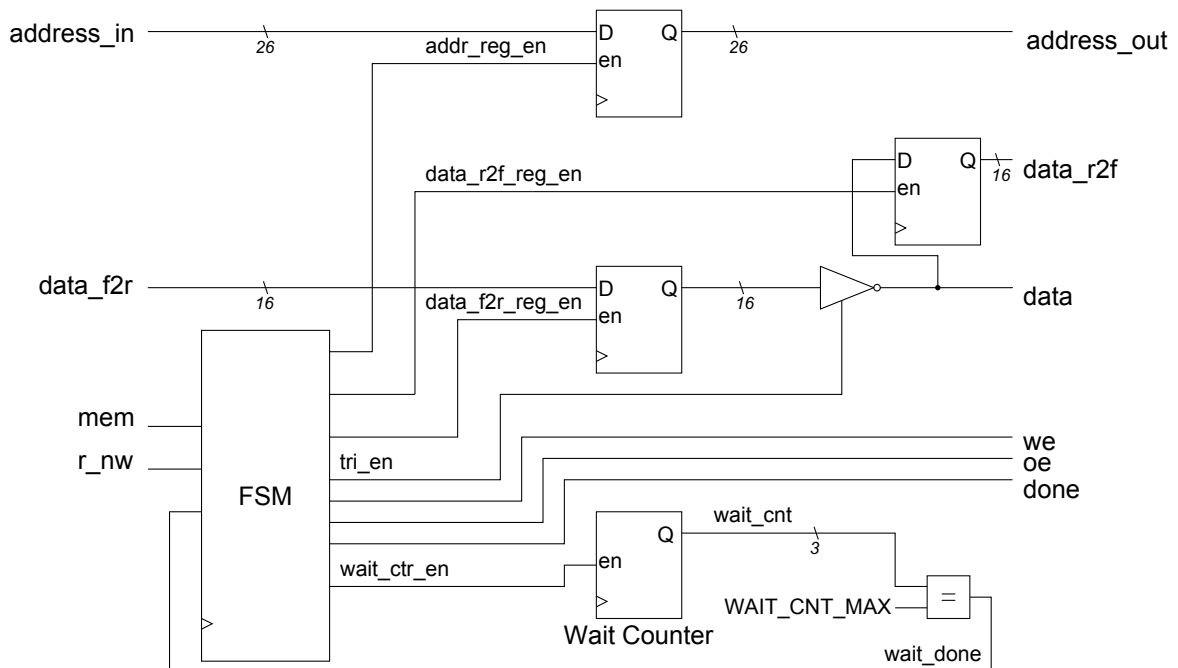 address_in
26
addr_reg_en
D
Q
en
26
address_out
data_r2f_reg_en
D
Q
en
16
data_r2f
data_f2r
16
data_f2r_reg_en
D
Q
en
16
data
mem
r_nw
FSM
tri_en
we
oe
done
wait_ctr_en
Q
en
wait_cnt
3
WAIT_CNT_MAX
=
Wait Counter
wait_done